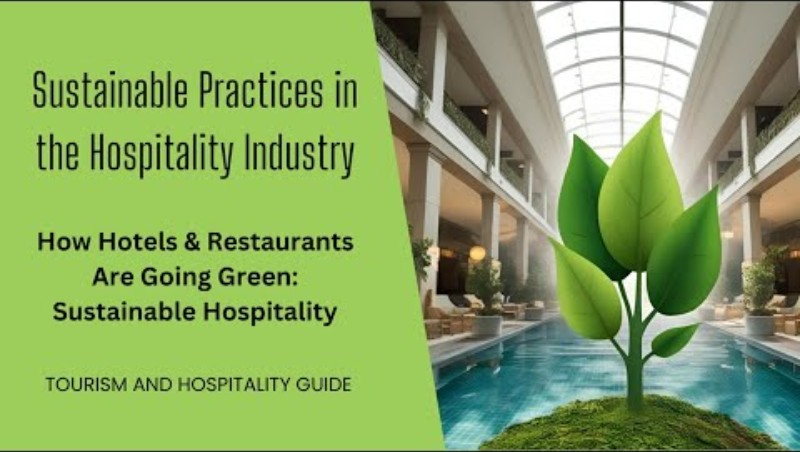 Sustainable Practices in
the Hospitality Industry
How Hotels & Restaurants
Are Going Green:
Sustainable Hospitality
TOURISM AND HOSPITALITY GUIDE